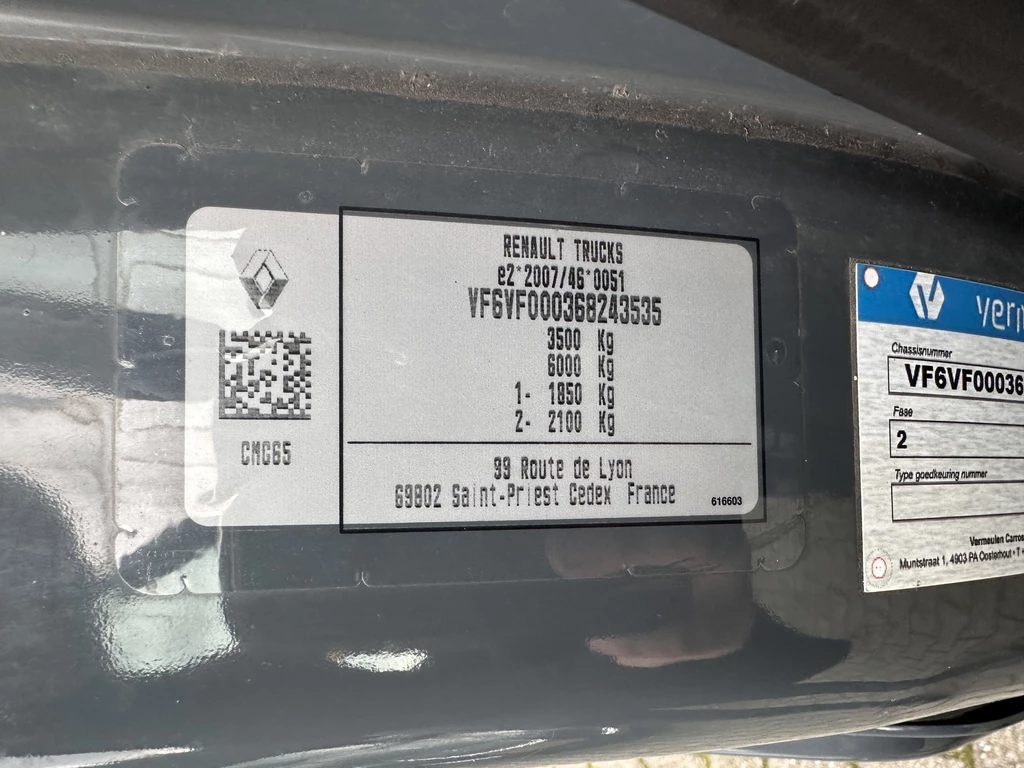 RENAULT TRUCKS
e2*2007/46*0051
VF6VF000368243535
3500 Kg
6000 Kg
1- 1850 Kg
2- 2100 Kg
CMC65
99 Route de Lyon
69802 Saint-Priest Cedex France
616603
Chassisnummer
VF6VF00036
Fase
2
Type goedkeuring nummer
Vermeulen Carros
Muntstraat 1, 4903 PA Oosterhout • T